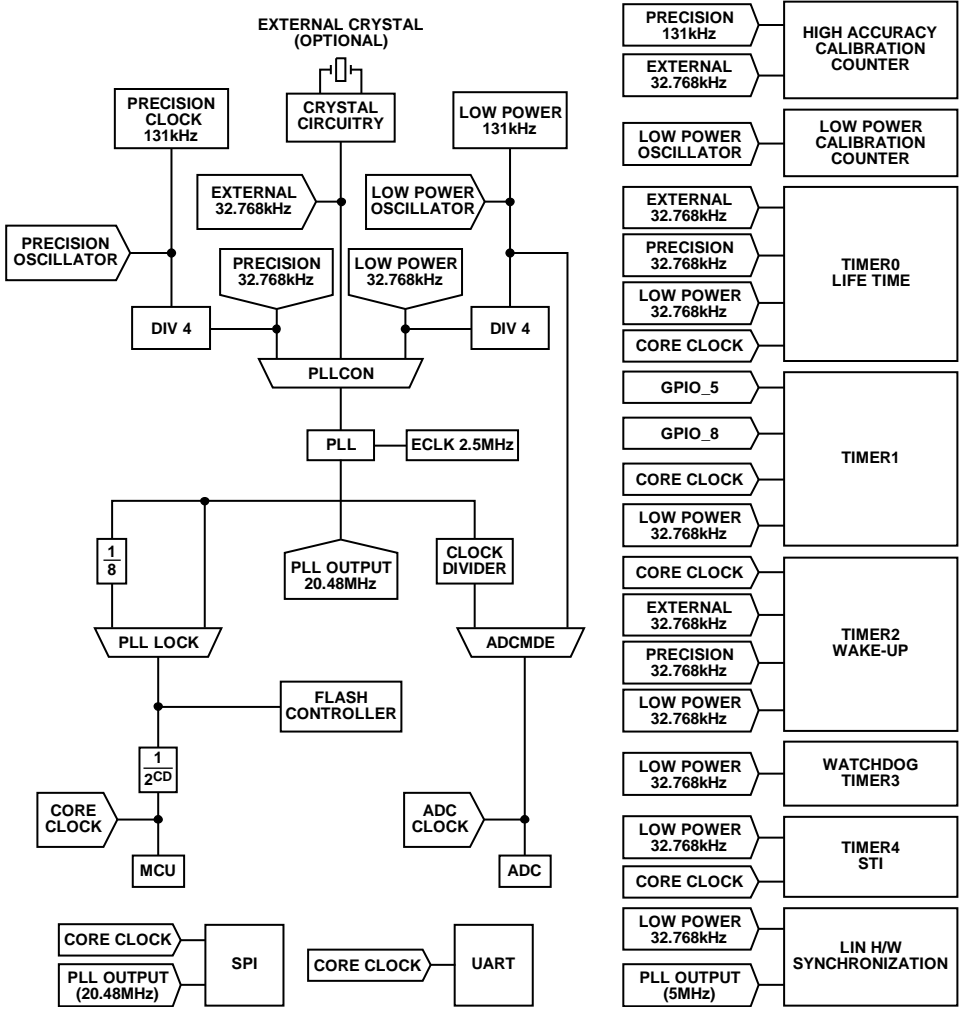 EXTERNAL CRYSTAL
(OPTIONAL)
PRECISION
CLOCK
131kHz
CRYSTAL
CIRCUITRY
LOW POWER
131kHz
EXTERNAL
32.768kHz
LOW POWER
OSCILLATOR
PRECISION
OSCILLATOR
PRECISION
32.768kHz
LOW POWER
32.768kHz
DIV 4
DIV 4
PLLCON
PLL
ECLK 2.5MHz
1
8
PLL OUTPUT
20.48MHz
CLOCK
DIVIDER
PLL LOCK
ADCMDE
FLASH
CONTROLLER
1
2CD
CORE
CLOCK
ADC
CLOCK
MCU
ADC
CORE CLOCK
PLL OUTPUT
(20.48MHz)
SPI
CORE CLOCK
UART
PRECISION
131kHz
EXTERNAL
32.768kHz
HIGH ACCURACY
CALIBRATION
COUNTER
LOW POWER
OSCILLATOR
LOW POWER
CALIBRATION
COUNTER
EXTERNAL
32.768kHz
PRECISION
32.768kHz
LOW POWER
32.768kHz
CORE CLOCK
TIMER0
LIFE TIME
GPIO_5
GPIO_8
CORE CLOCK
LOW POWER
32.768kHz
TIMER1
CORE CLOCK
EXTERNAL
32.768kHz
PRECISION
32.768kHz
LOW POWER
32.768kHz
TIMER2
WAKE-UP
LOW POWER
32.768kHz
WATCHDOG
TIMER3
LOW POWER
32.768kHz
CORE CLOCK
TIMER4
STI
LOW POWER
32.768kHz
PLL OUTPUT
(5MHz)
LIN H/W
SYNCHRONIZATION